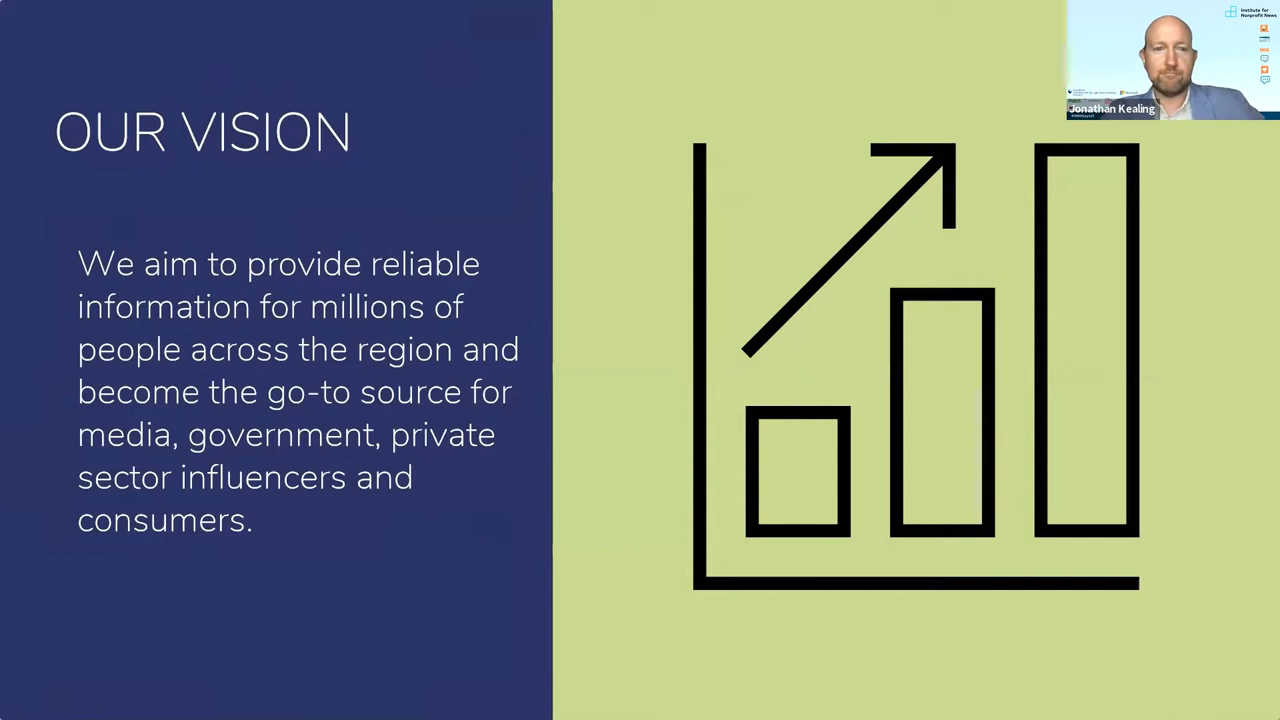 OUR VISION
We aim to provide reliable
information for millions of
people across the region and
become the go-to source for
media, government, private
sector influencers and
consumers.
Institute for
Nonprofit News
Jonathan Kealing